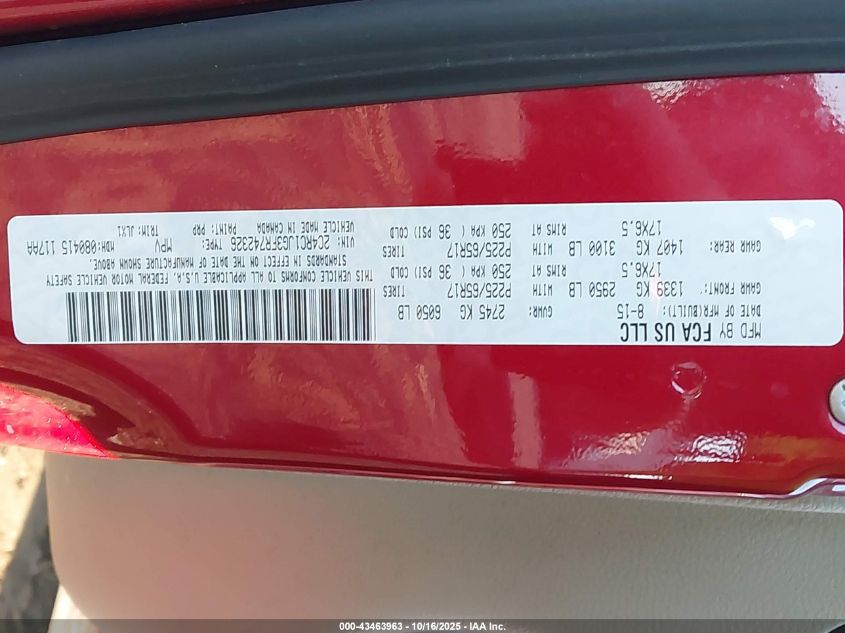 MFD BY FCA US LLC
DATE OF MFR(BUILT): 8-15 GVWR: 2745 KG 6050 LB
GAWR FRONT: 1339 KG 2950 LB WITH P225/65R17 TIRES
17X6.5 RIMS AT 250 KPA ( 36 PSI) COLD
GAWR REAR: 1407 KG 3100 LB WITH P225/65R17 TIRES
17X6.5 RIMS AT 250 KPA ( 36 PSI) COLD
THIS VEHICLE CONFORMS TO ALL APPLICABLE U.S.A. FEDERAL MOTOR VEHICLE SAFETY
STANDARDS IN EFFECT ON THE DATE OF MANUFACTURE SHOWN ABOVE.
VIN: 2C4RC1JG3FR742326 TYPE: MPV MDH:080415 117AA
VEHICLE MADE IN CANADA PAINT: PRP TRIM: JLX1
000-43463963 - 10/16/2025 - IAA Inc.